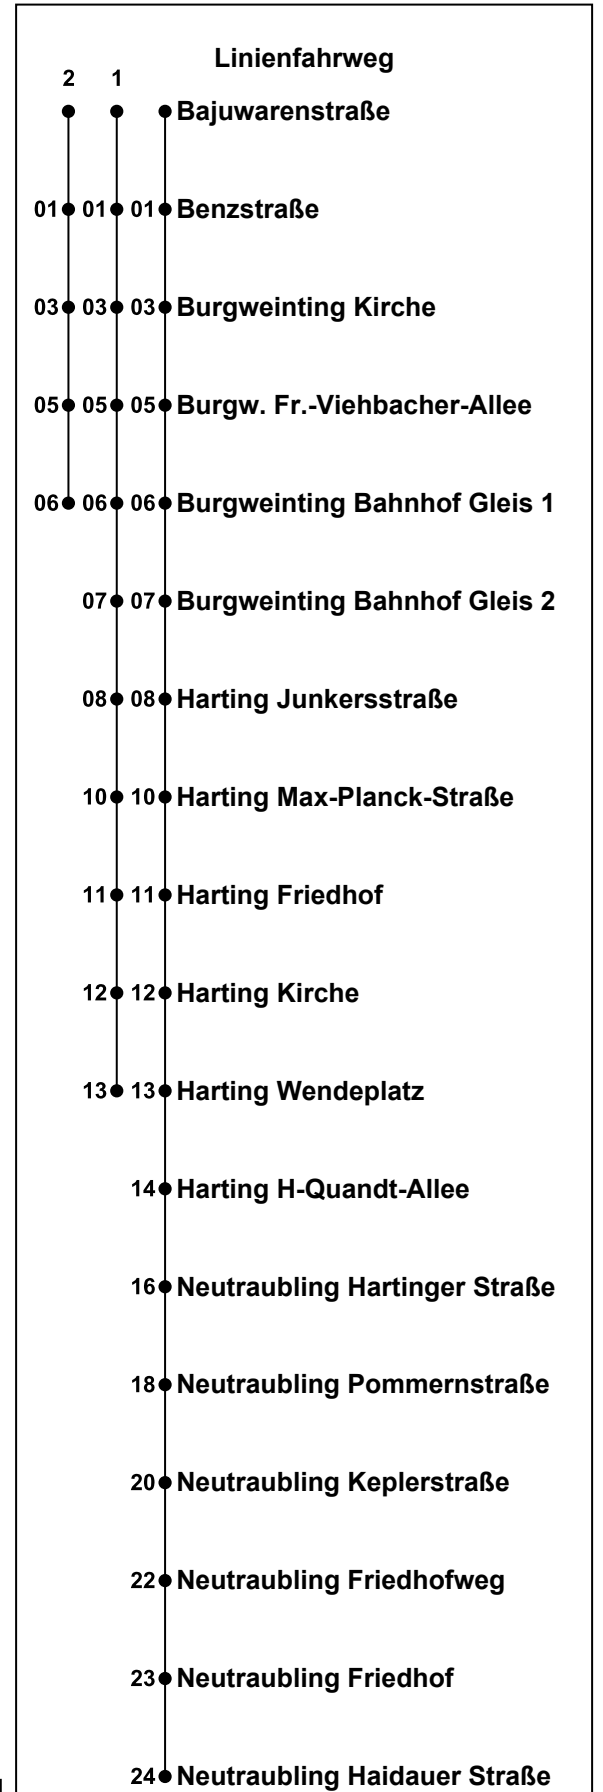 Linienfahrweg
2 1
Bajuwarenstraße
01 01 01 Benzstraße
03 03 03 Burgweinting Kirche
05 05 05 Burgw. Fr.-Viehbacher-Allee
06 06 06 Burgweinting Bahnhof Gleis 1
07 07 Burgweinting Bahnhof Gleis 2
08 08 Harting Junkersstraße
10 10 Harting Max-Planck-Straße
11 11 Harting Friedhof
12 12 Harting Kirche
13 13 Harting Wendeplatz
14 Harting H-Quandt-Allee
16 Neutraubling Hartinger Straße
18 Neutraubling Pommernstraße
20 Neutraubling Keplerstraße
22 Neutraubling Friedhofweg
23 Neutraubling Friedhof
24 Neutraubling Haidauer Straße